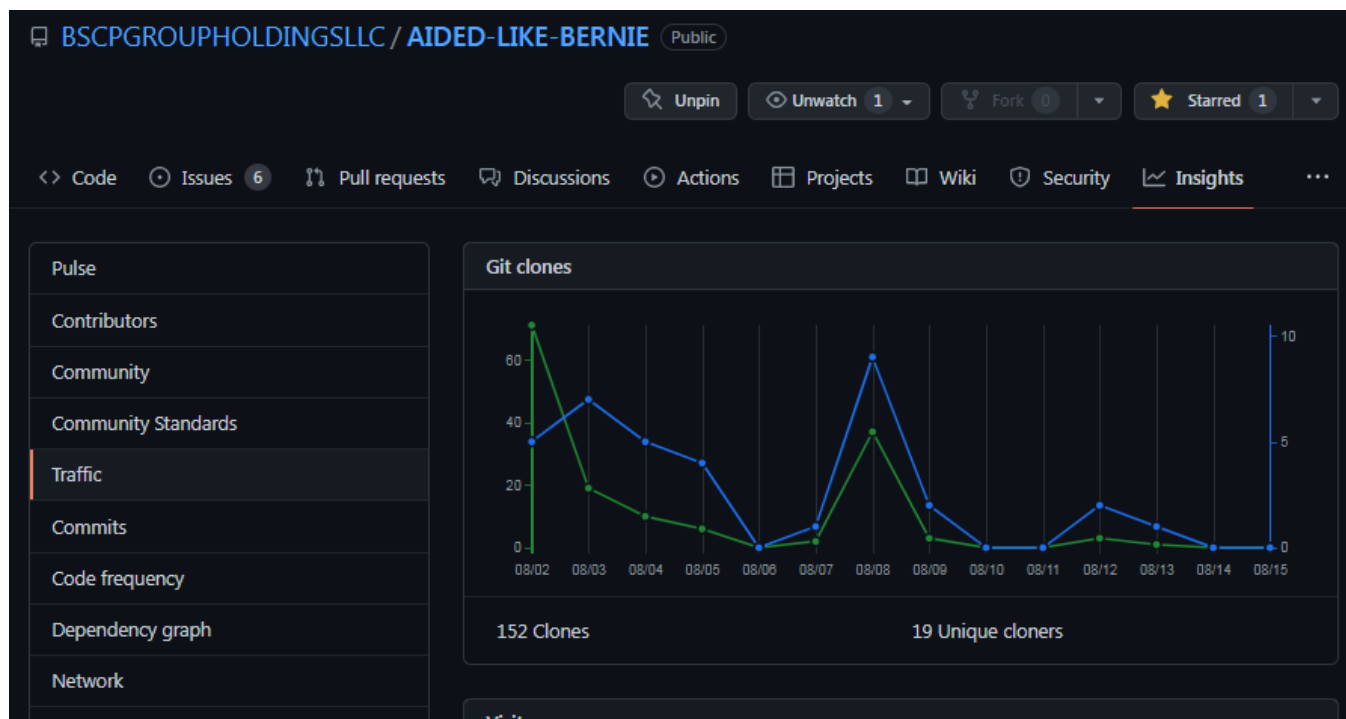 BSCPGROUPHOLDINGSLLC / AIDED-LIKE-BERNIE Public
Unpin Unwatch 1 Fork 0 Starred 1
Code Issues 6 Pull requests Discussions Actions Projects Wiki Security Insights ...
Pulse
Contributors
Community
Community Standards
Traffic
Commits
Code frequency
Dependency graph
Network
Git clones
60
40
20
0
10
5
0
08/02 08/03 08/04 08/05 08/06 08/07 08/08 08/09 08/10 08/11 08/12 08/13 08/14 08/15
152 Clones 19 Unique cloners